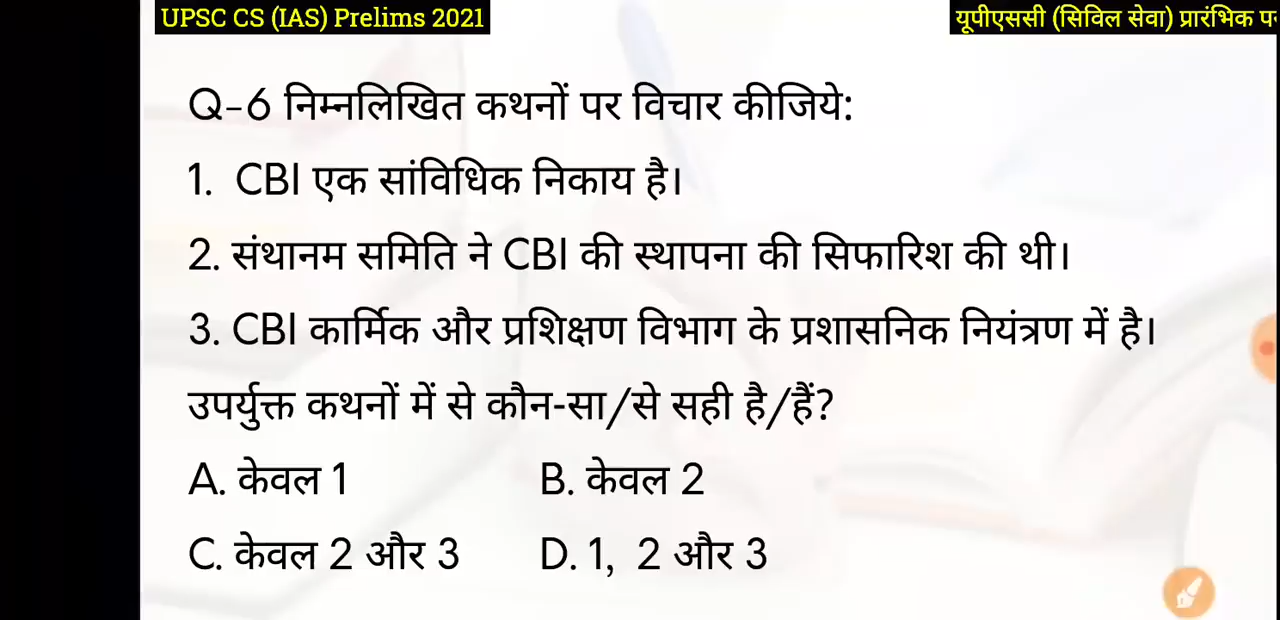 UPSC CS (IAS) Prelims 2021
यूपीएससी (सिविल सेवा) प्रारंभिक
Q-6 निम्नलिखित कथनों पर विचार कीजिये:
1. CBI एक सांविधिक निकाय है।
2. संथानम समिति ने CBI की स्थापना की सिफारिश की थी।
3. CBI कार्मिक और प्रशिक्षण विभाग के प्रशासनिक नियंत्रण में है।
उपर्युक्त कथनों में से कौन-सा/से सही है/हैं?
A. केवल 1 B. केवल 2
C. केवल 2 और 3 D. 1, 2 और 3